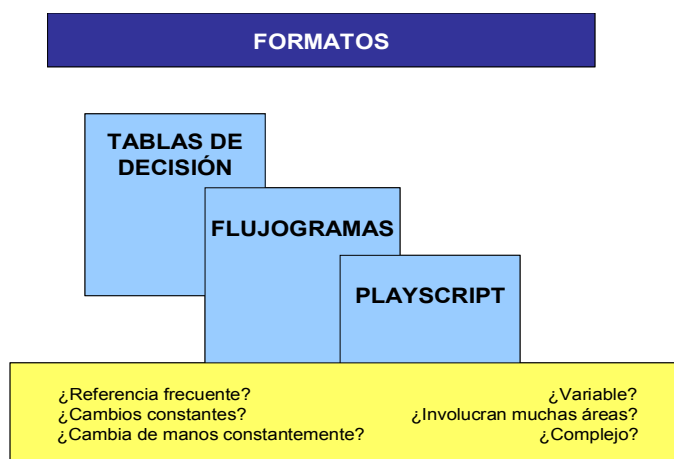 FORMATOS
TABLAS DE
DECISIÓN
FLUJOGRAMAS
PLAYSCRIPT
¿Referencia frecuente?
¿Cambios constantes?
¿Cambia de manos constantemente?
¿Variable?
¿Involucran muchas áreas?
¿Complejo?